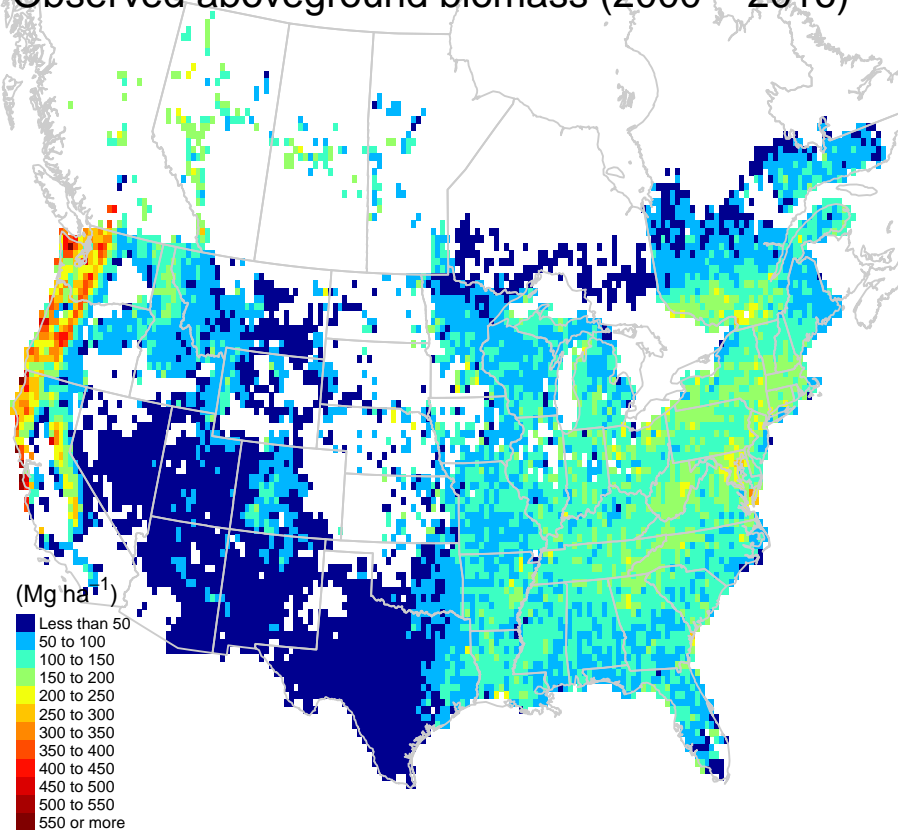 Observed aboveground biomass (2000 – 2016)
(Mg ha⁻¹)
Less than 50
50 to 100
100 to 150
150 to 200
200 to 250
250 to 300
300 to 350
350 to 400
400 to 450
450 to 500
500 to 550
550 or more